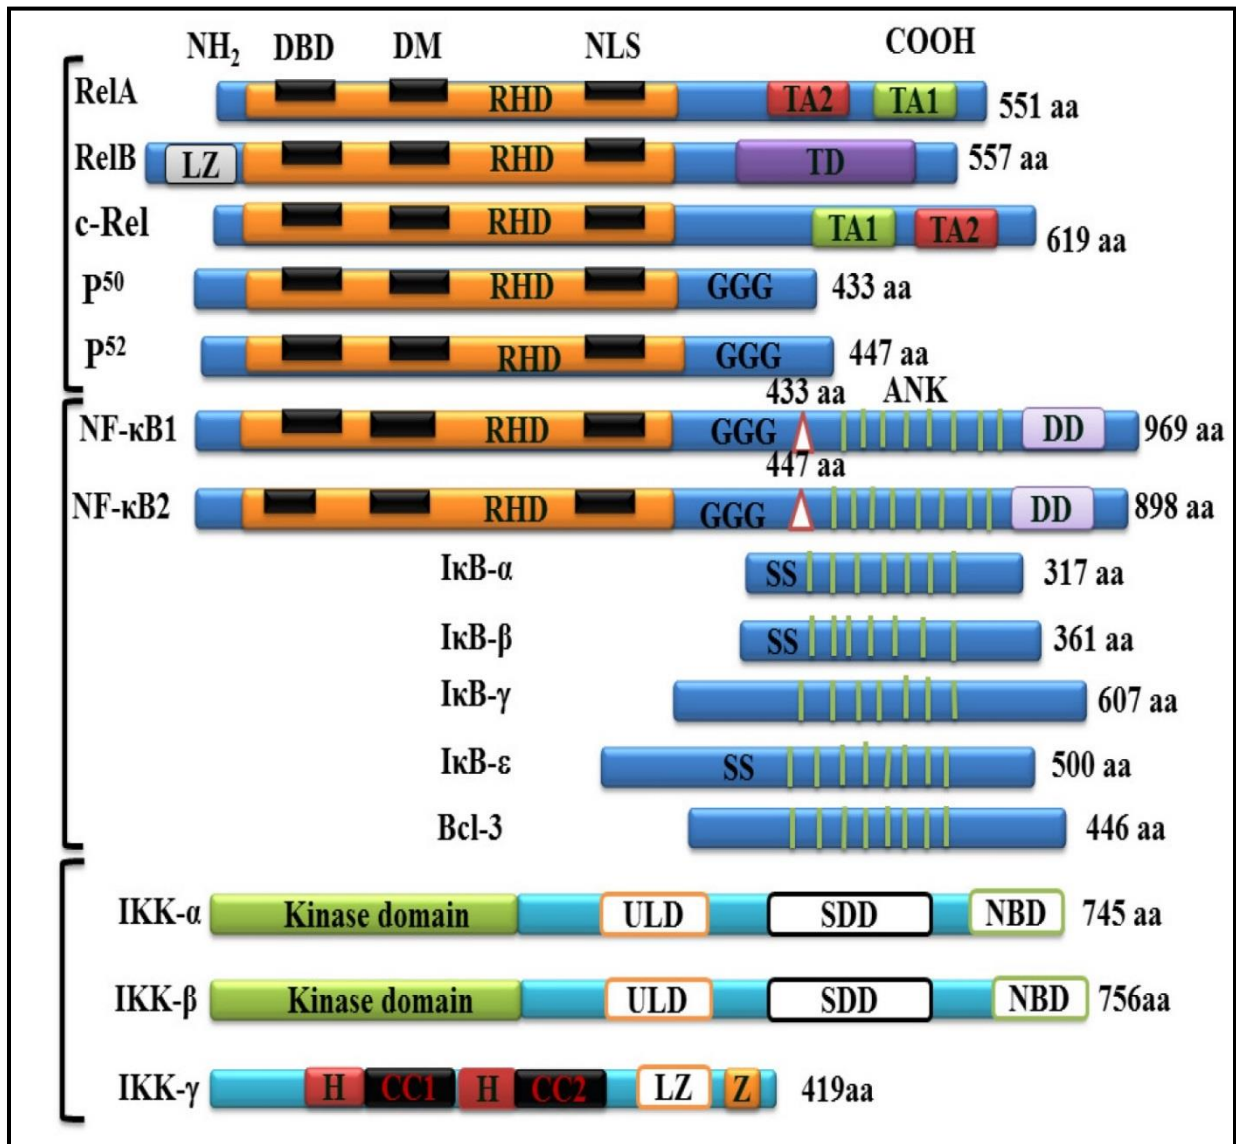 NH2 DBD DM NLS COOH
RelA RHD TA2 TA1 551 aa
RelB LZ RHD TD 557 aa
c-Rel RHD TA1 TA2 619 aa
P50 RHD GGG 433 aa
P52 RHD GGG 447 aa
433 aa ANK
NF-κB1 RHD GGG DD 969 aa
447 aa
NF-κB2 RHD GGG DD 898 aa
IκB-α SS 317 aa
IκB-β SS 361 aa
IκB-γ 607 aa
IκB-ε SS 500 aa
Bcl-3 446 aa
IKK-α Kinase domain ULD SDD NBD 745 aa
IKK-β Kinase domain ULD SDD NBD 756aa
IKK-γ H CC1 H CC2 LZ Z 419aa